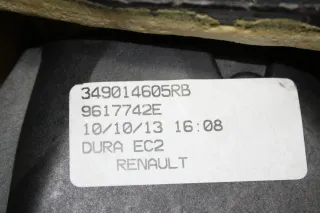 349014605RB
9617742E
10/10/13 16:08
DURA EC2
RENAULT